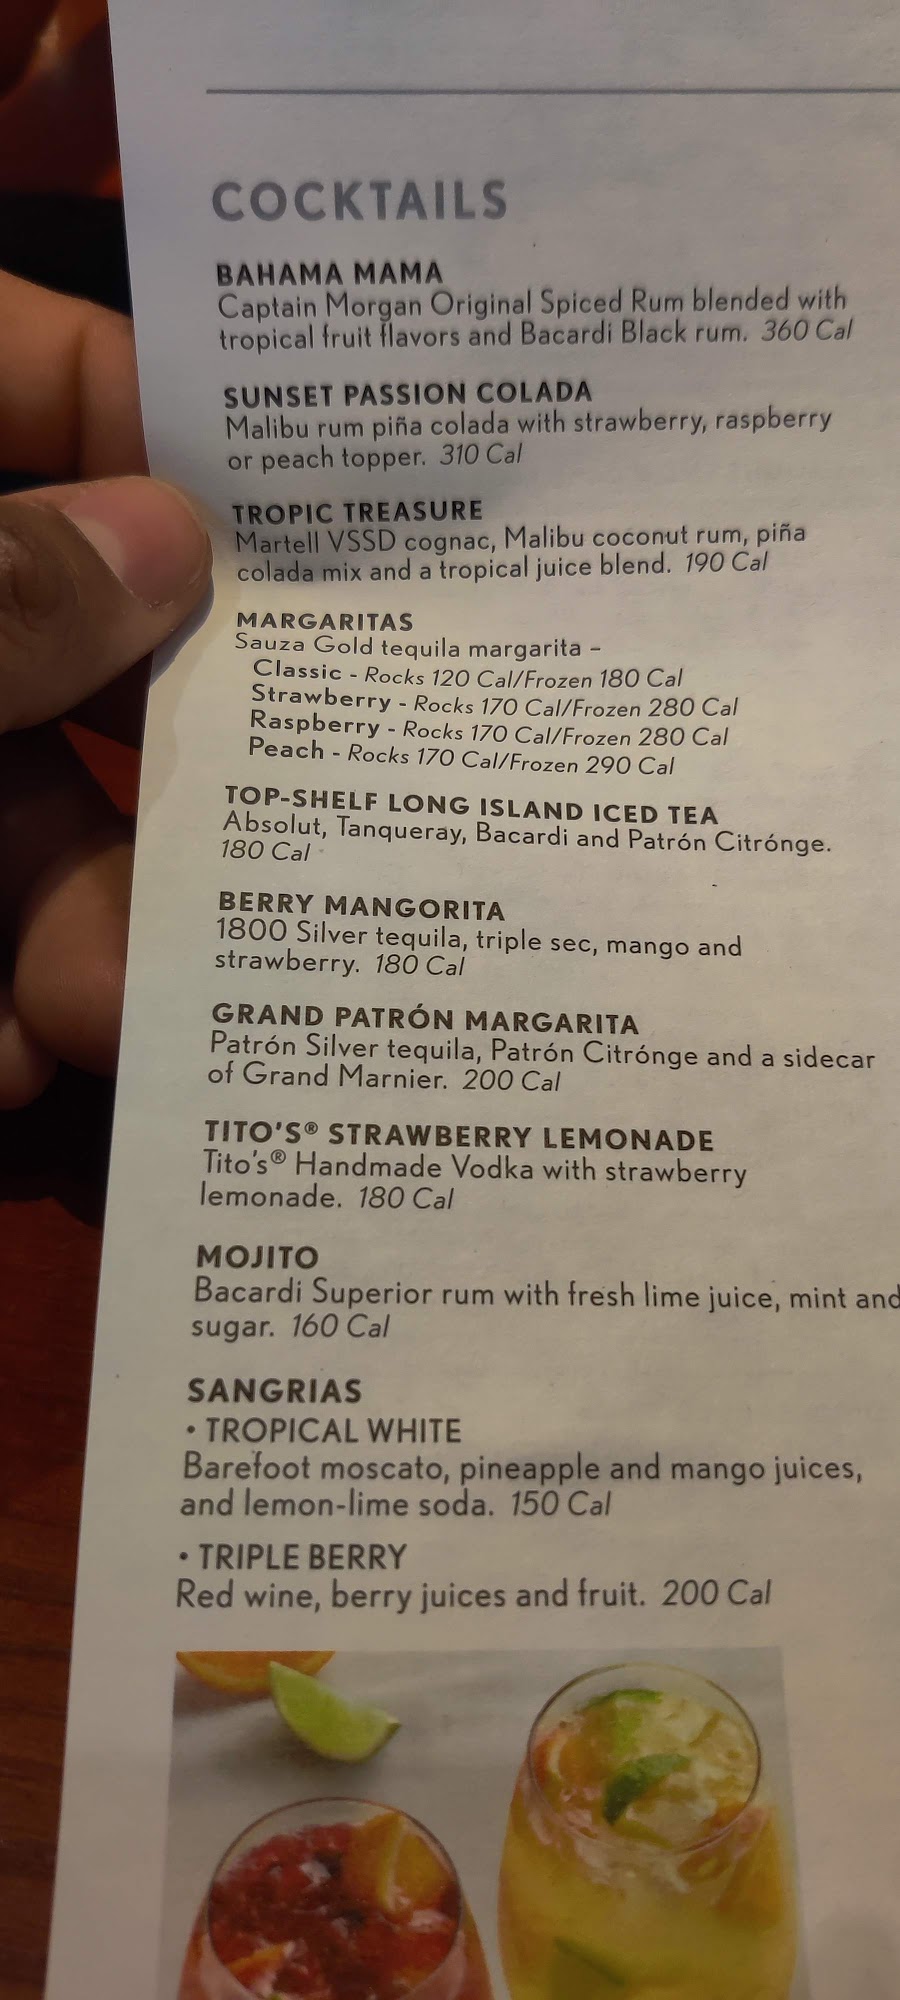 COCKTAILS
BAHAMA MAMA
Captain Morgan Original Spiced Rum blended with
tropical fruit flavors and Bacardi Black rum. 360 Cal
SUNSET PASSION COLADA
Malibu rum piña colada with strawberry, raspberry
or peach topper. 310 Cal
TROPIC TREASURE
Martell VSSD cognac, Malibu coconut rum, piña
colada mix and a tropical juice blend. 190 Cal
MARGARITAS
Sauza Gold tequila margarita –
Classic - Rocks 120 Cal/Frozen 180 Cal
Strawberry - Rocks 170 Cal/Frozen 280 Cal
Raspberry - Rocks 170 Cal/Frozen 280 Cal
Peach - Rocks 170 Cal/Frozen 290 Cal
TOP-SHELF LONG ISLAND ICED TEA
Absolut, Tanqueray, Bacardi and Patrón Citrónge.
180 Cal
BERRY MANGORITA
1800 Silver tequila, triple sec, mango and
strawberry. 180 Cal
GRAND PATRÓN MARGARITA
Patrón Silver tequila, Patrón Citrónge and a sidecar
of Grand Marnier. 200 Cal
TITO'S® STRAWBERRY LEMONADE
Tito's® Handmade Vodka with strawberry
lemonade. 180 Cal
MOJITO
Bacardi Superior rum with fresh lime juice, mint and
sugar. 160 Cal
SANGRIAS
• TROPICAL WHITE
Barefoot moscato, pineapple and mango juices,
and lemon-lime soda. 150 Cal
• TRIPLE BERRY
Red wine, berry juices and fruit. 200 Cal